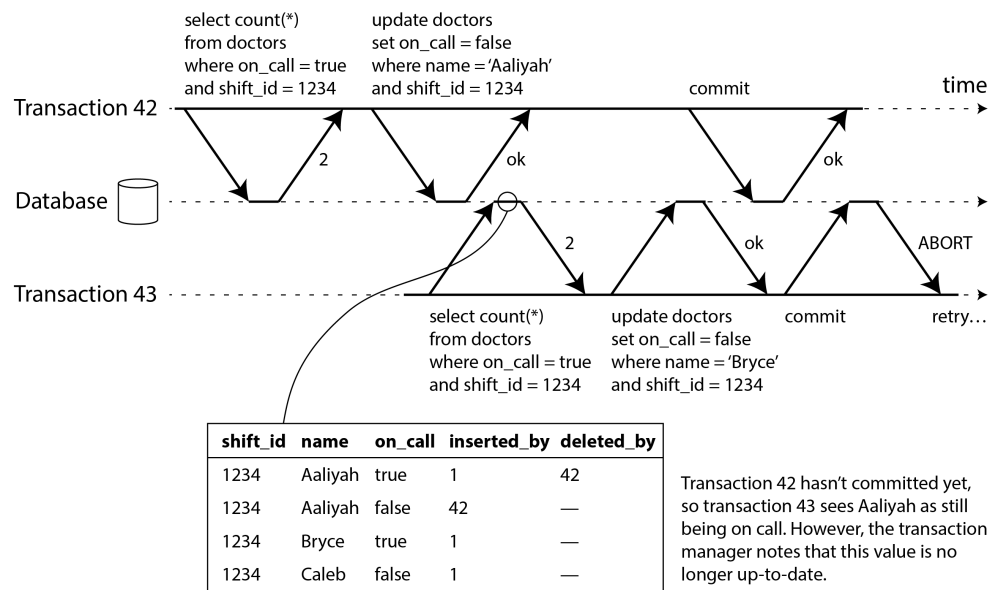 select count(*)
from doctors
where on_call = true
and shift_id = 1234
update doctors
set on_call = false
where name = ‘Aaliyah’
and shift_id = 1234
commit
time
Transaction 42
2
ok
ok
Database
2
ok
ABORT
Transaction 43
select count(*)
from doctors
where on_call = true
and shift_id = 1234
update doctors
set on_call = false
where name = ‘Bryce’
and shift_id = 1234
commit
retry…
shift_id name on_call inserted_by deleted_by
1234 Aaliyah true 1 42
1234 Aaliyah false 42 —
1234 Bryce true 1 —
1234 Caleb false 1 —
Transaction 42 hasn’t committed yet,
so transaction 43 sees Aaliyah as still
being on call. However, the transaction
manager notes that this value is no
longer up-to-date.